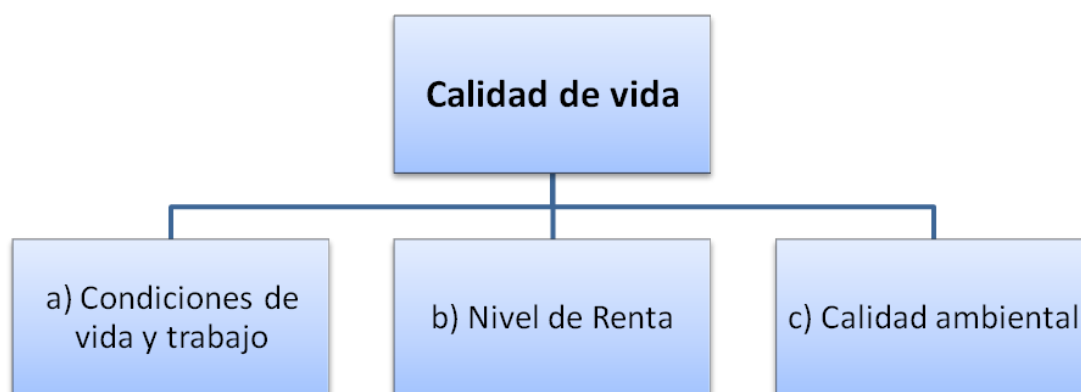 Calidad de vida
a) Condiciones de
vida y trabajo
b) Nivel de Renta
c) Calidad ambiental